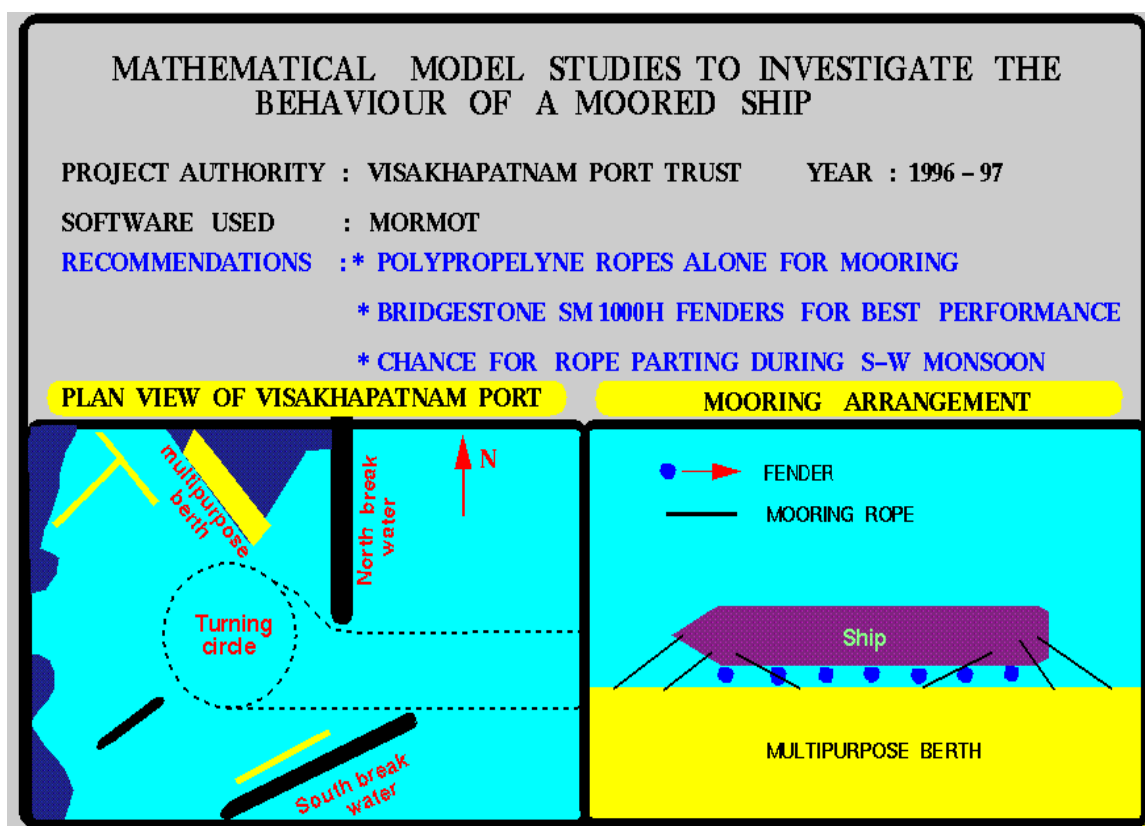 MATHEMATICAL MODEL STUDIES TO INVESTIGATE THE
BEHAVIOUR OF A MOORED SHIP
PROJECT AUTHORITY : VISAKHAPATNAM PORT TRUST YEAR : 1996 – 97
SOFTWARE USED : MORMOT
RECOMMENDATIONS :* POLYPROPELYNE ROPES ALONE FOR MOORING
* BRIDGESTONE SM 1000H FENDERS FOR BEST PERFORMANCE
* CHANCE FOR ROPE PARTING DURING S–W MONSOON
PLAN VIEW OF VISAKHAPATNAM PORT
multipurpose
berth
N
North break
water
Turning
circle
South break
water
MOORING ARRANGEMENT
FENDER
MOORING ROPE
Ship
MULTIPURPOSE BERTH